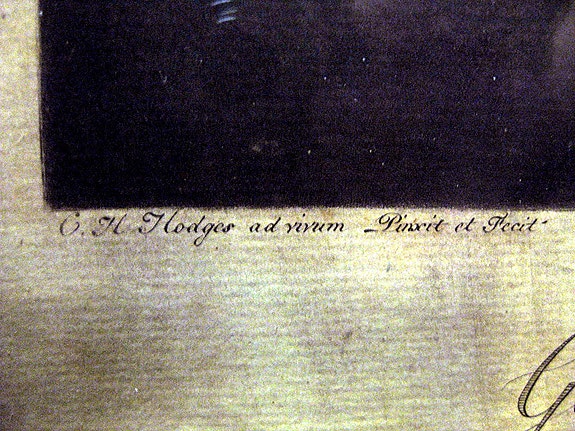 C. H. Hodges ad vivum Pinxit et Fecit
G